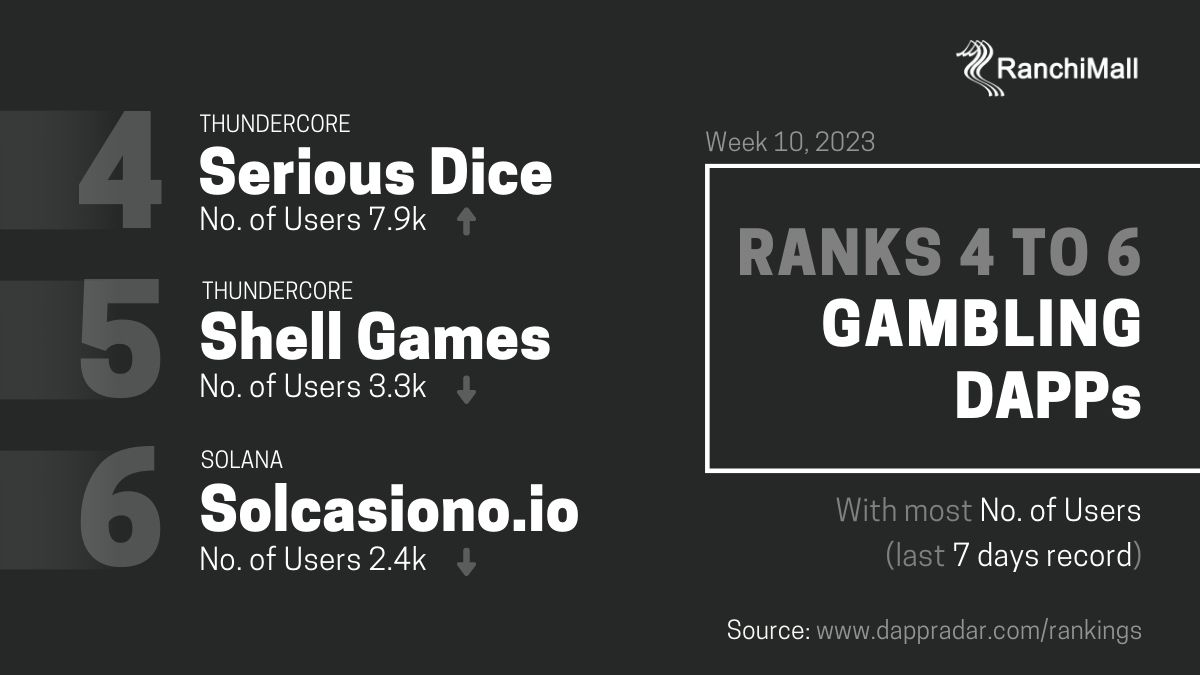 RanchiMall
4
THUNDERCORE
Serious Dice
No. of Users 7.9k
5
THUNDERCORE
Shell Games
No. of Users 3.3k
6
SOLANA
Solcasiono.io
No. of Users 2.4k
Week 10, 2023
RANKS 4 TO 6
GAMBLING
DAPPs
With most No. of Users
(last 7 days record)
Source: www.dappradar.com/rankings